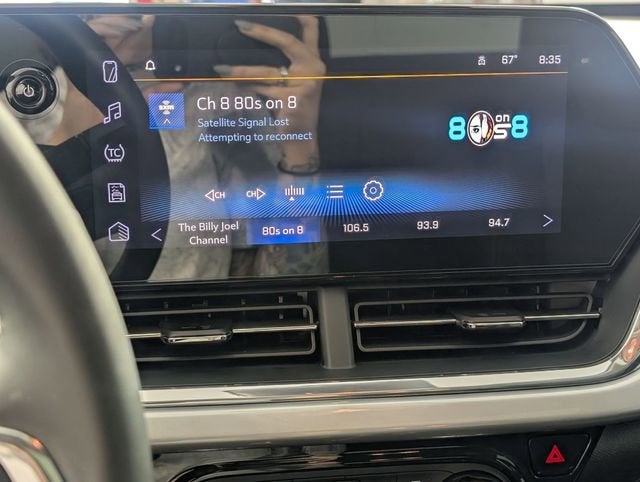 67° 8:35
Ch 8 80s on 8
Satellite Signal Lost
Attempting to reconnect
8 on 8
TC
CH CH
The Billy Joel
Channel
80s on 8 106.5 93.9 94.7